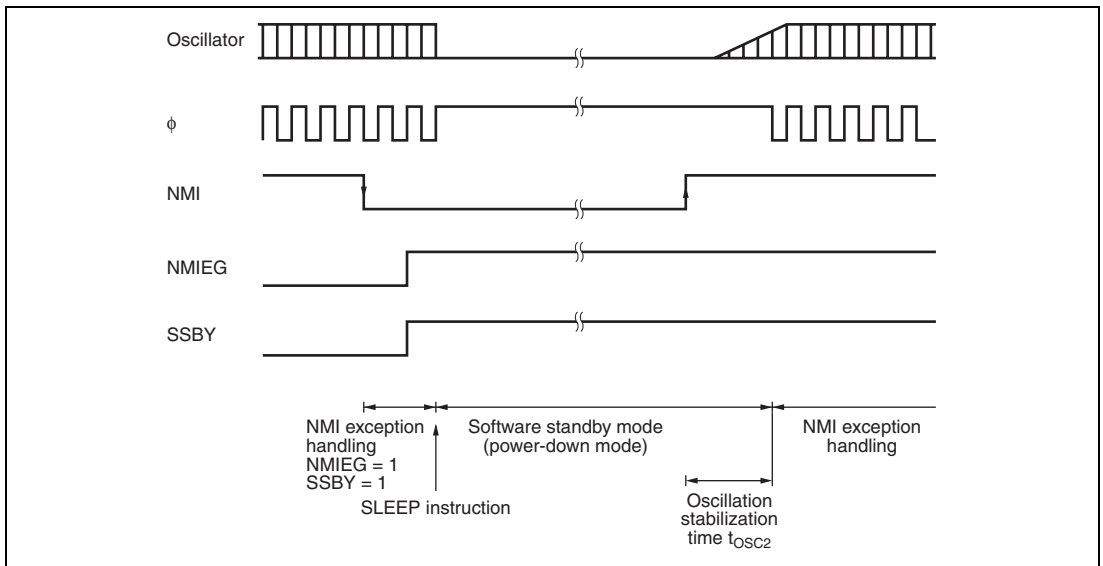 Oscillator
φ
NMI
NMIEG
SSBY
NMI exception
handling
NMIEG = 1
SSBY = 1
SLEEP instruction
Software standby mode
(power-down mode)
Oscillation
stabilization
time tOSC2
NMI exception
handling